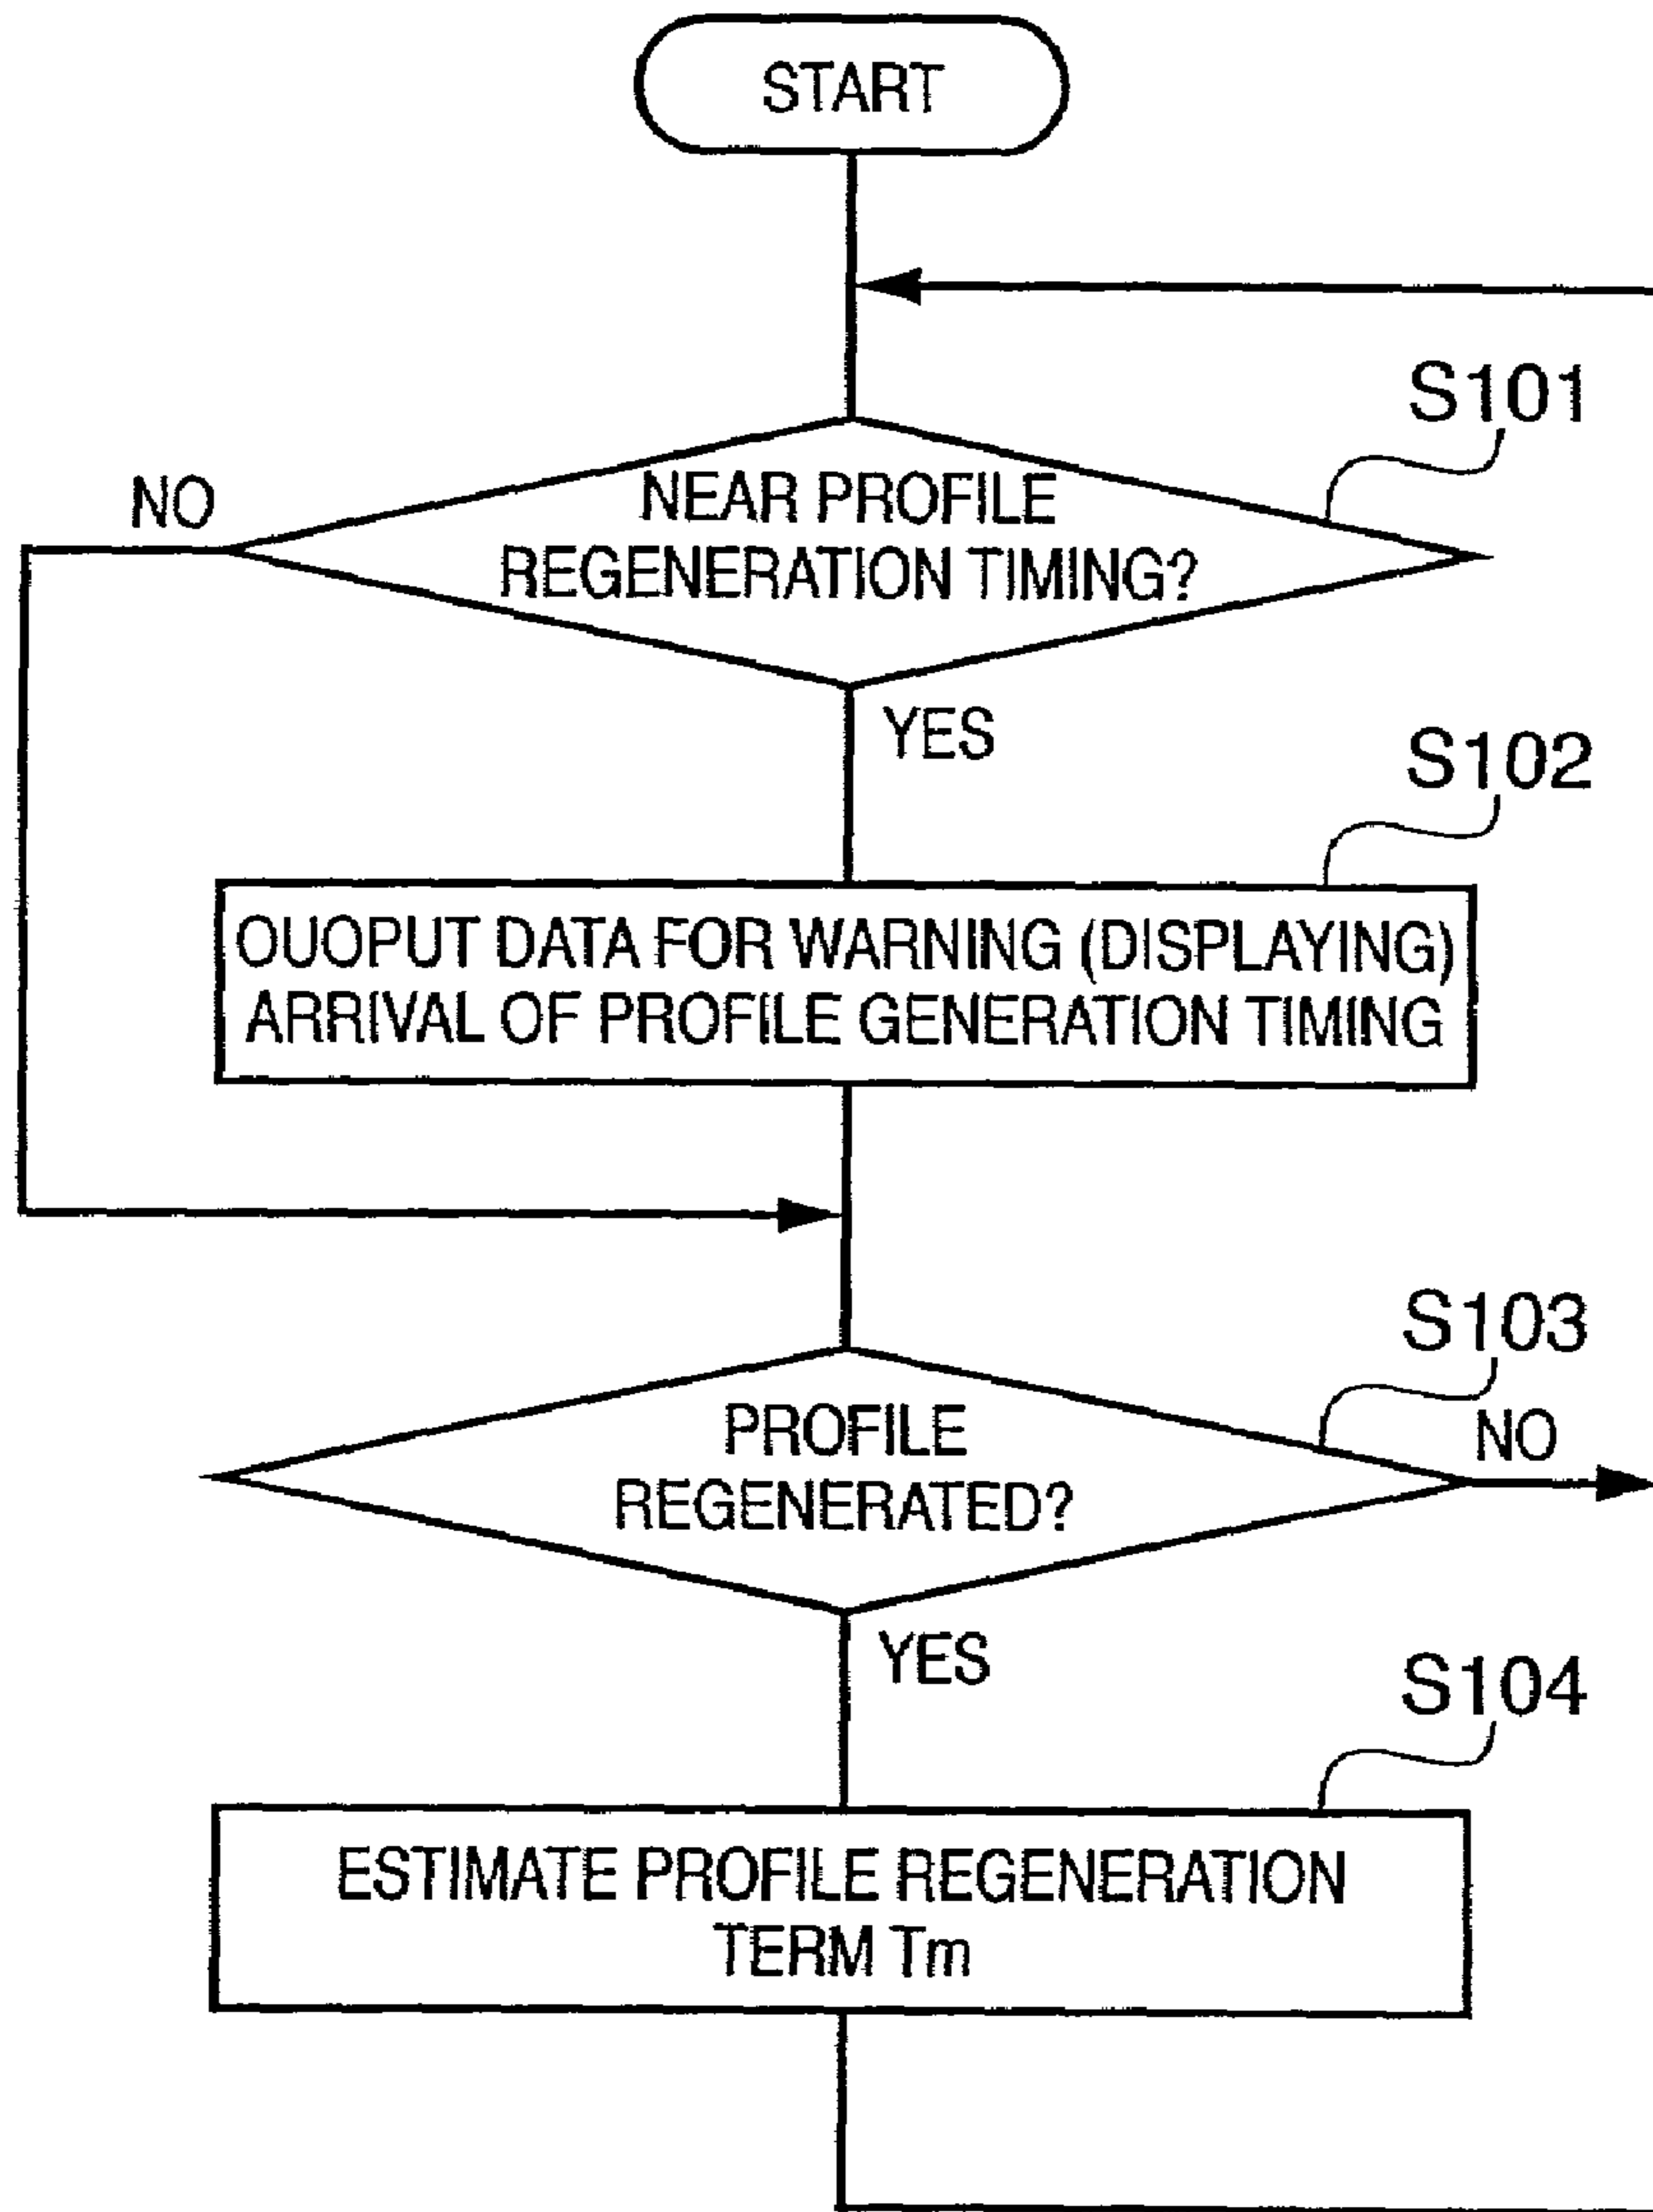 START
S101
NO
NEAR PROFILE
REGENERATION TIMING?
YES
S102
OUOPUT DATA FOR WARNING (DISPLAYING)
ARRIVAL OF PROFILE GENERATION TIMING
S103
NO
PROFILE
REGENERATED?
YES
S104
ESTIMATE PROFILE REGENERATION
TERM Tm